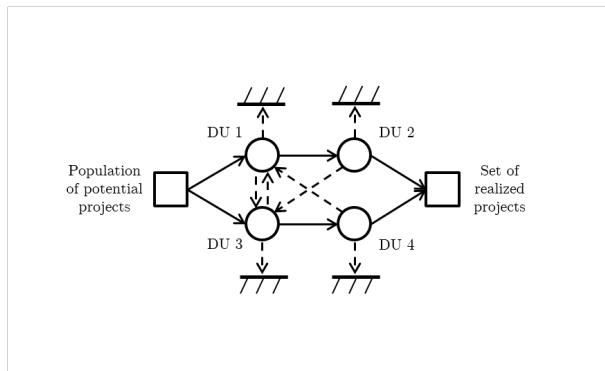 DU 1
DU 2
Population
of potential
projects
Set of
realized
projects
DU 3
DU 4